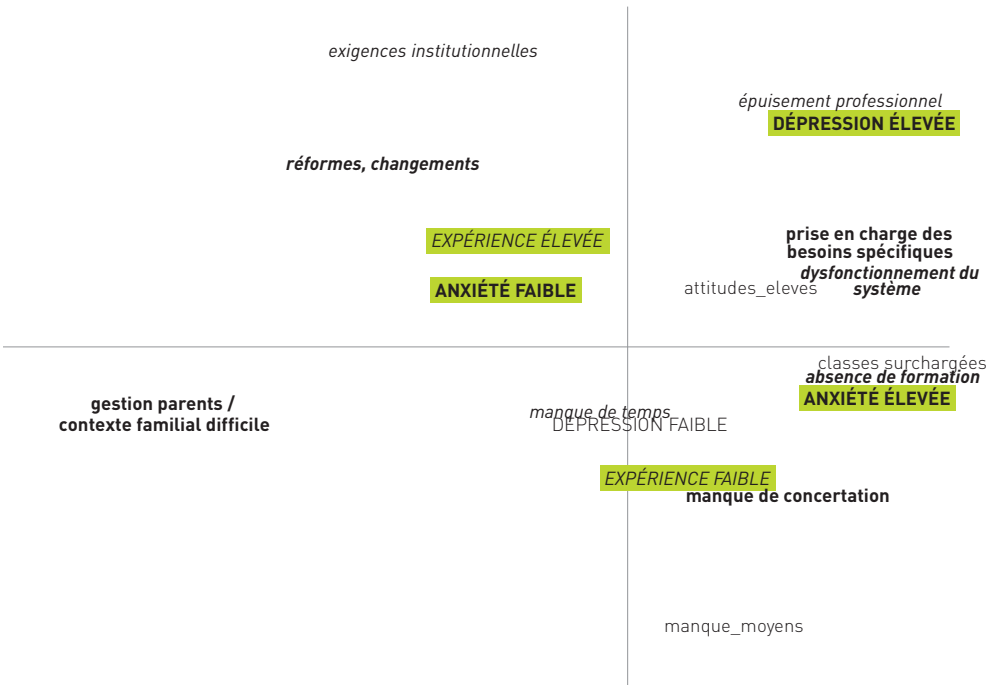 exigences institutionnelles
épuisement professionnel
DÉPRESSION ÉLEVÉE
réformes, changements
EXPÉRIENCE ÉLEVÉE
prise en charge des
besoins spécifiques
dysfonctionnement du
système
ANXIÉTÉ FAIBLE
attitudes_eleves
classes surchargées
absence de formation
ANXIÉTÉ ÉLEVÉE
gestion parents /
contexte familial difficile
manque de temps
DÉPRESSION FAIBLE
EXPÉRIENCE FAIBLE
manque de concertation
manque_moyens